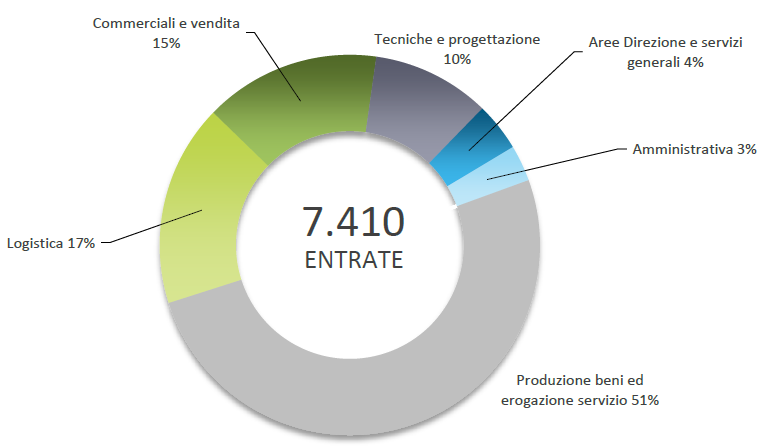 Commerciali e vendita
15%
Tecniche e progettazione
10%
Aree Direzione e servizi
generali 4%
Amministrativa 3%
Logistica 17%
7.410
ENTRATE
Produzione beni ed
erogazione servizio 51%